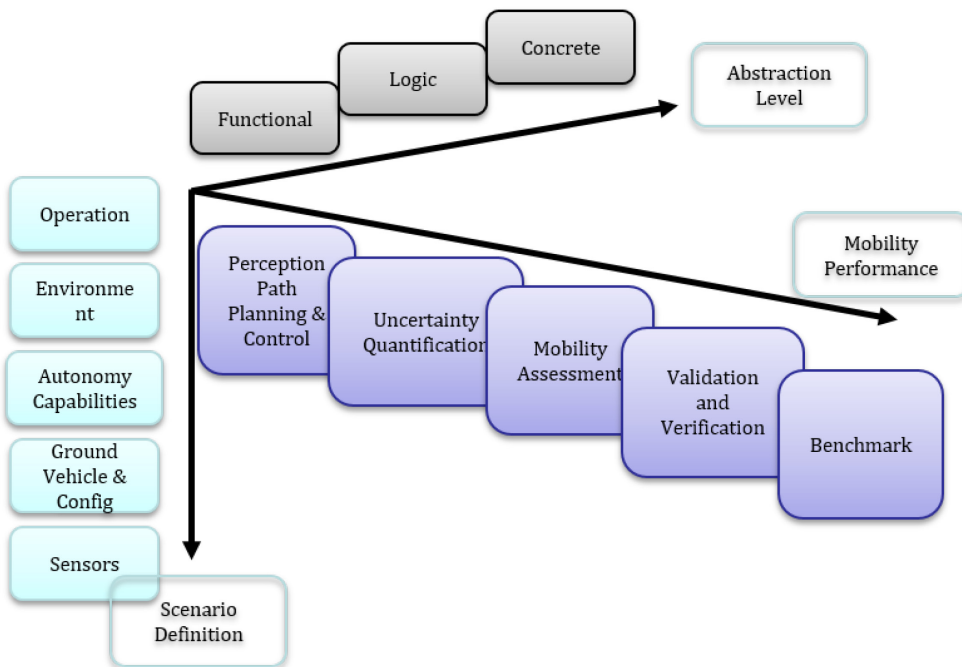 Concrete
Logic
Functional
Abstraction
Level
Operation
Environme
nt
Autonomy
Capabilities
Ground
Vehicle &
Config
Sensors
Scenario
Definition
Perception
Path
Planning &
Control
Uncertainty
Quantification
Mobility
Assessment
Validation
and
Verification
Benchmark
Mobility
Performance